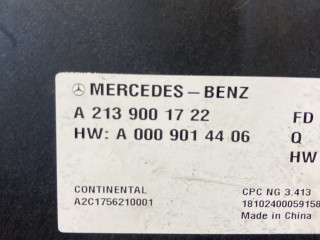 MERCEDES-BENZ
A 213 900 17 22 FD
HW: A 000 901 44 06 Q
HW
CONTINENTAL CPC NG 3.413
A2C1756210001 18102400059158
Made in China